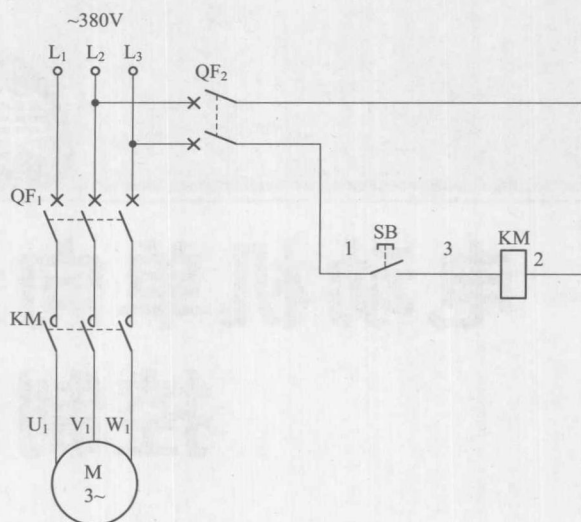 ~380V
L₁ L₂ L₃
QF₂
QF₁
SB
1 3 KM 2
KM
U₁ V₁ W₁
M
3~